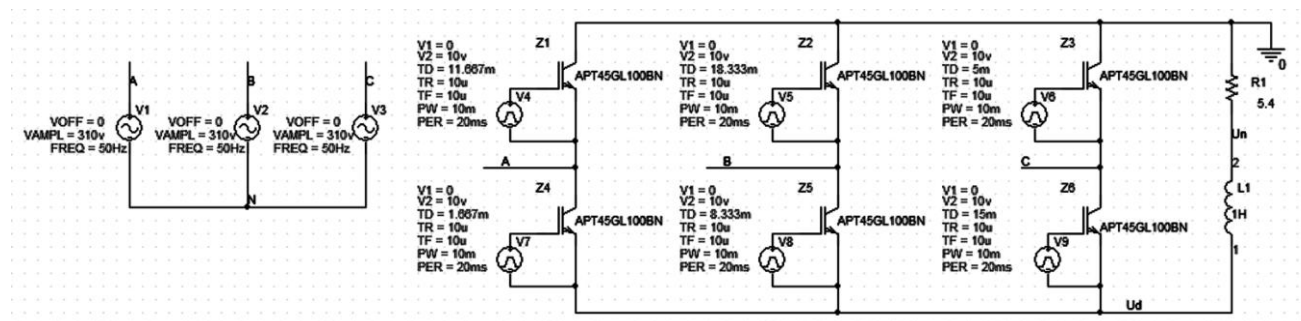 A
B
C
V1
V2
V3
VOFF = 0
VAMPL = 310v
FREQ = 50Hz
VOFF = 0
VAMPL = 310v
FREQ = 50Hz
VOFF = 0
VAMPL = 310v
FREQ = 50Hz
N
V1 = 0
V2 = 10v
TD = 11.667m
TR = 10u
TF = 10u
PW = 10m
PER = 20ms
Z1
APT45GL100BN
V4
V1 = 0
V2 = 10v
TD = 18.333m
TR = 10u
TF = 10u
PW = 10m
PER = 20ms
Z2
APT45GL100BN
V5
V1 = 0
V2 = 10v
TD = 5m
TR = 10u
TF = 10u
PW = 10m
PER = 20ms
Z3
APT45GL100BN
V6
0
R1
5.4
Un
A
B
C
V1 = 0
V2 = 10v
TD = 1.667m
TR = 10u
TF = 10u
PW = 10m
PER = 20ms
Z4
APT45GL100BN
V7
V1 = 0
V2 = 10v
TD = 8.333m
TR = 10u
TF = 10u
PW = 10m
PER = 20ms
Z5
APT45GL100BN
V8
V1 = 0
V2 = 10v
TD = 15m
TR = 10u
TF = 10u
PW = 10m
PER = 20ms
Z6
APT45GL100BN
V9
2
L1
1H
1
Ud